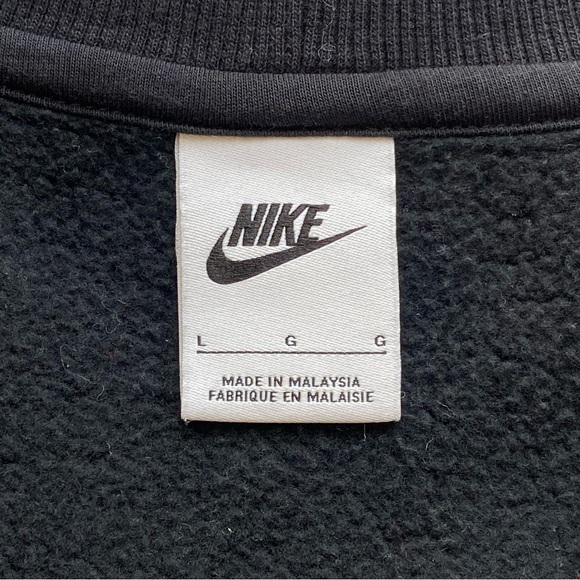 NIKE
L G G
MADE IN MALAYSIA
FABRIQUE EN MALAISIE